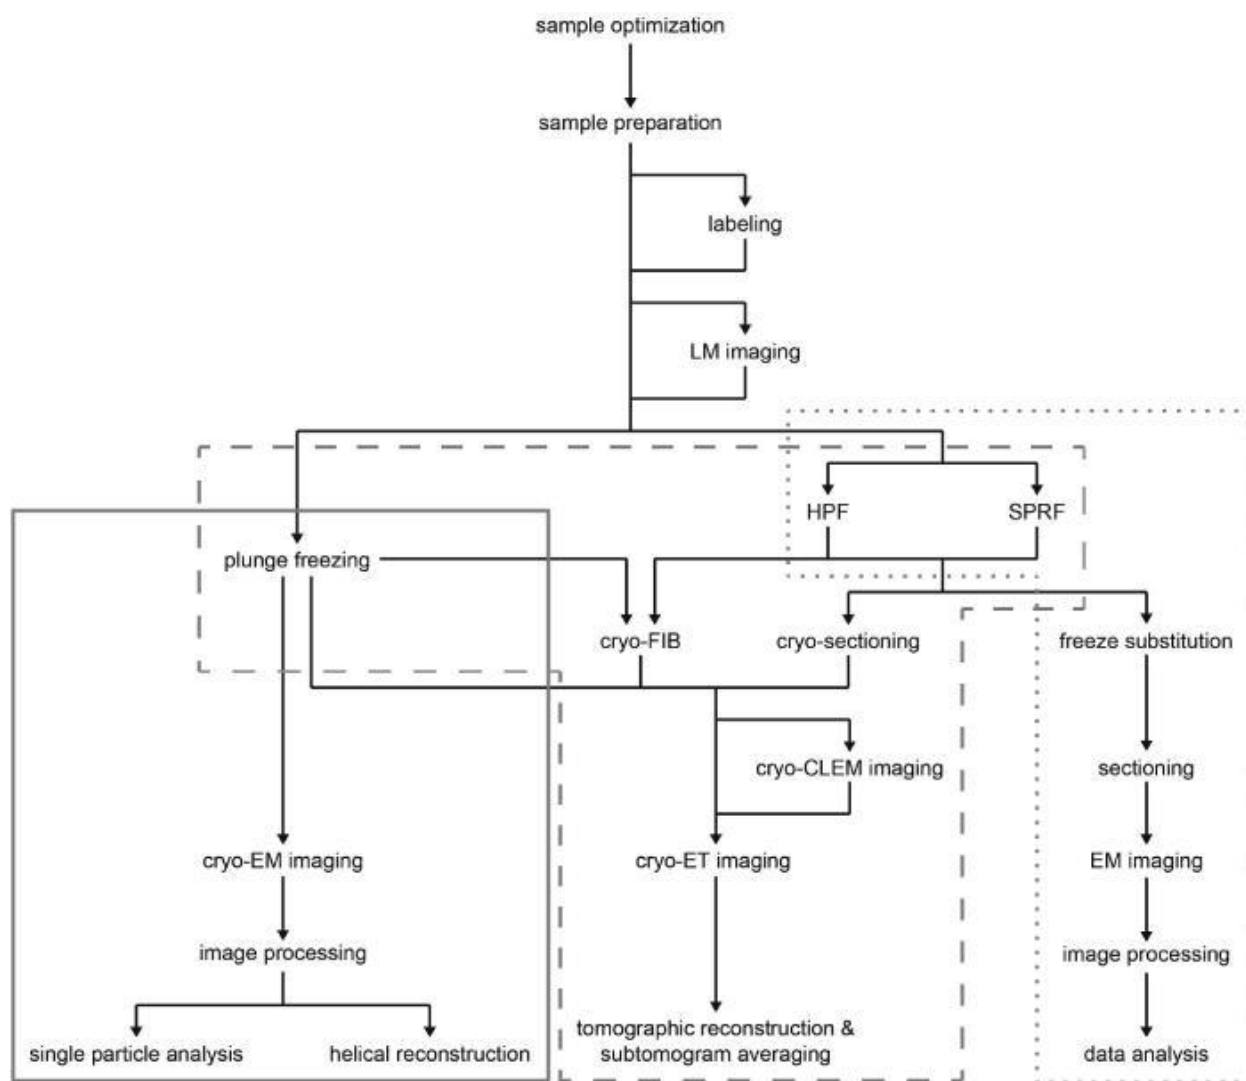 sample optimization
sample preparation
labeling
LM imaging
HPF
SPRF
plunge freezing
cryo-FIB
cryo-sectioning
freeze substitution
cryo-CLEM imaging
sectioning
cryo-EM imaging
cryo-ET imaging
EM imaging
image processing
image processing
single particle analysis
helical reconstruction
tomographic reconstruction &
subtomogram averaging
data analysis